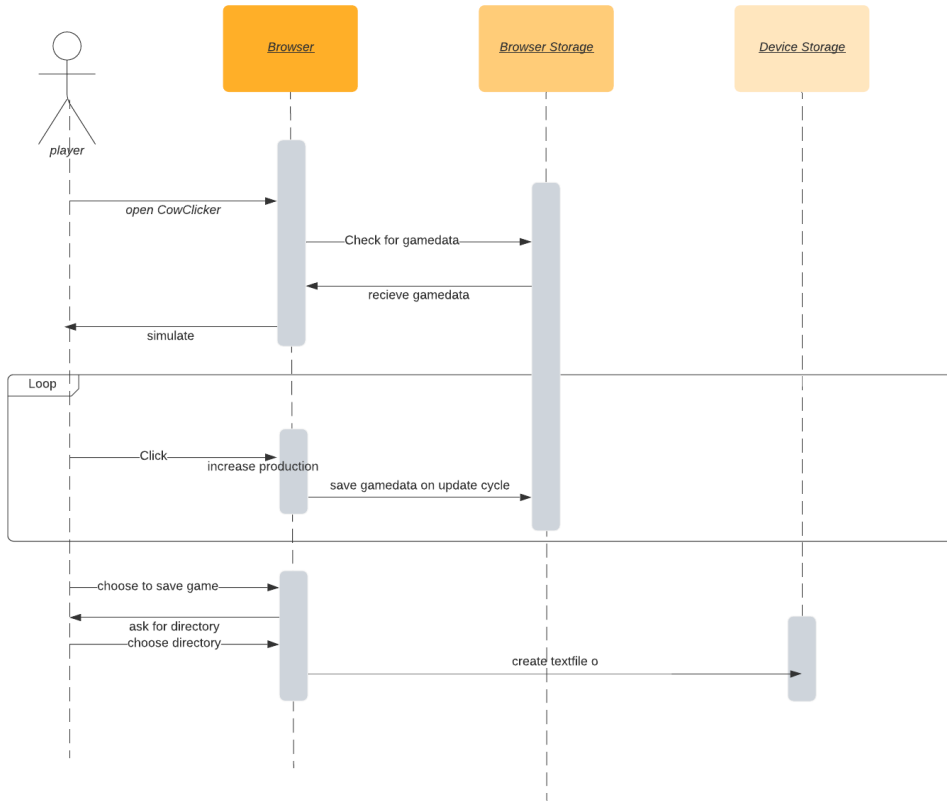 Browser
Browser Storage
Device Storage
player
open CowClicker
Check for gamedata
recieve gamedata
simulate
Loop
Click
increase production
save gamedata on update cycle
choose to save game
ask for directory
choose directory
create textfile o